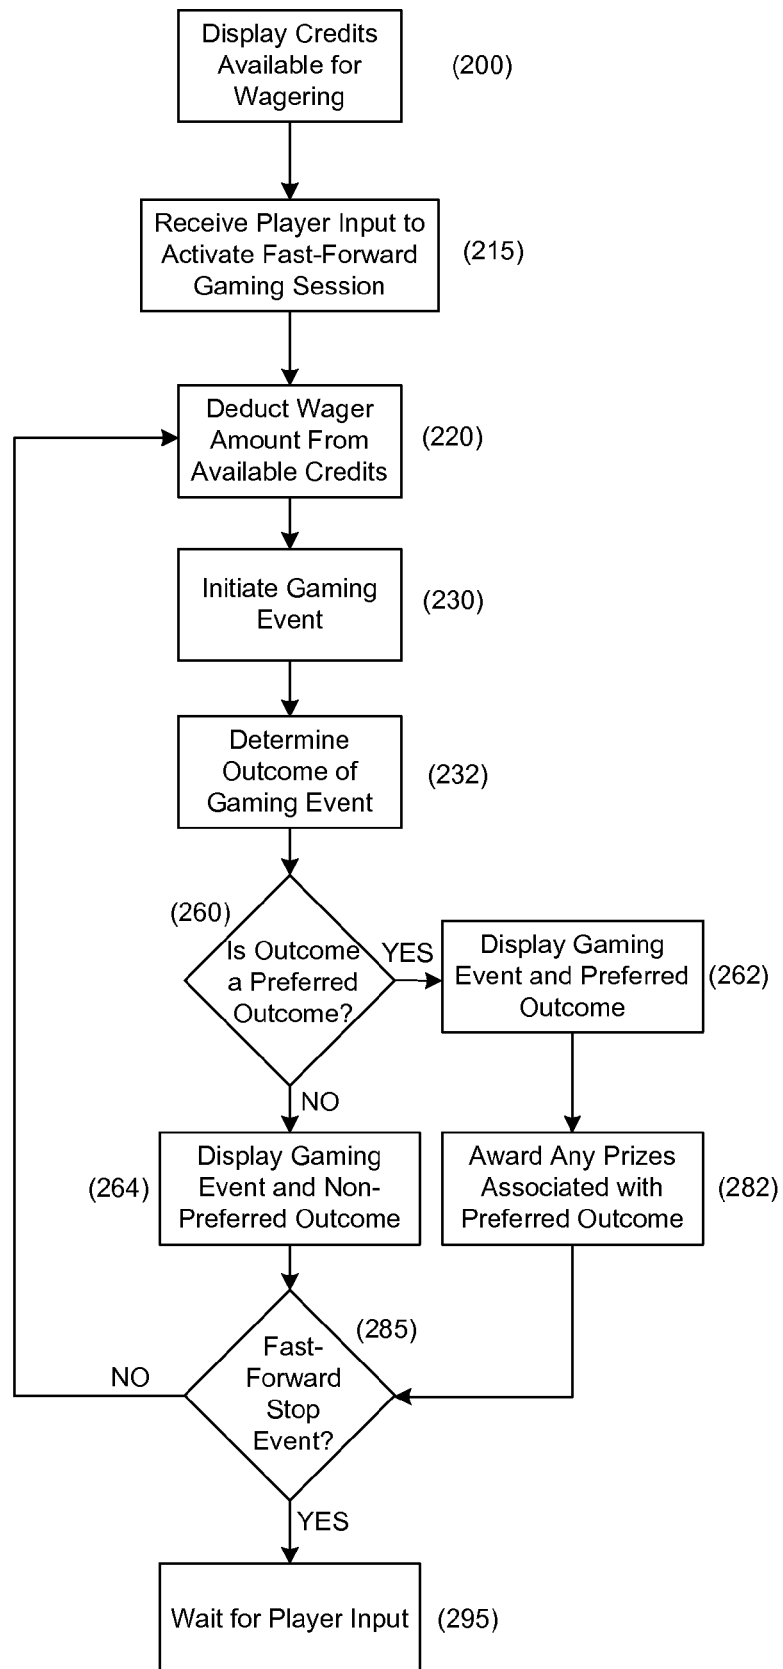 Display Credits
Available for
Wagering
(200)
Receive Player Input to
Activate Fast-Forward
Gaming Session
(215)
Deduct Wager
Amount From
Available Credits
(220)
Initiate Gaming
Event
(230)
Determine
Outcome of
Gaming Event
(232)
(260)
Is Outcome
a Preferred
Outcome?
YES
Display Gaming
Event and Preferred
Outcome
(262)
NO
Display Gaming
Event and Non-
Preferred Outcome
(264)
Award Any Prizes
Associated with
Preferred Outcome
(282)
(285)
Fast-
Forward
Stop
Event?
NO
YES
Wait for Player Input
(295)